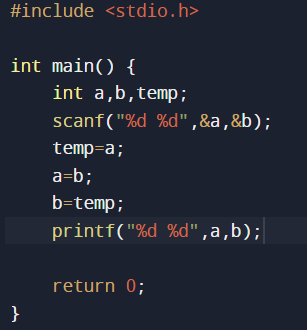 #include <stdio.h>
int main() {
int a,b,temp;
scanf("%d %d",&a,&b);
temp=a;
a=b;
b=temp;
printf("%d %d",a,b);
return 0;
}